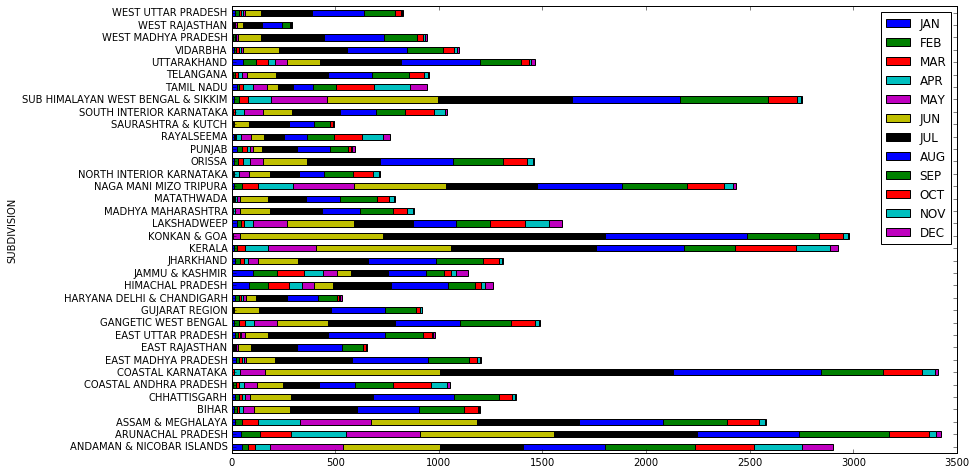 WEST UTTAR PRADESH
WEST RAJASTHAN
WEST MADHYA PRADESH
VIDARBHA
UTTARAKHAND
TELANGANA
TAMIL NADU
SUB HIMALAYAN WEST BENGAL & SIKKIM
SOUTH INTERIOR KARNATAKA
SAURASHTRA & KUTCH
RAYALSEEMA
PUNJAB
ORISSA
NORTH INTERIOR KARNATAKA
NAGA MANI MIZO TRIPURA
MATATHWADA
MADHYA MAHARASHTRA
LAKSHADWEEP
KONKAN & GOA
KERALA
JHARKHAND
JAMMU & KASHMIR
HIMACHAL PRADESH
HARYANA DELHI & CHANDIGARH
GUJARAT REGION
GANGETIC WEST BENGAL
EAST UTTAR PRADESH
EAST RAJASTHAN
EAST MADHYA PRADESH
COASTAL KARNATAKA
COASTAL ANDHRA PRADESH
CHHATTISGARH
BIHAR
ASSAM & MEGHALAYA
ARUNACHAL PRADESH
ANDAMAN & NICOBAR ISLANDS
SUBDIVISION
0 500 1000 1500 2000 2500 3000 3500
JAN
FEB
MAR
APR
MAY
JUN
JUL
AUG
SEP
OCT
NOV
DEC